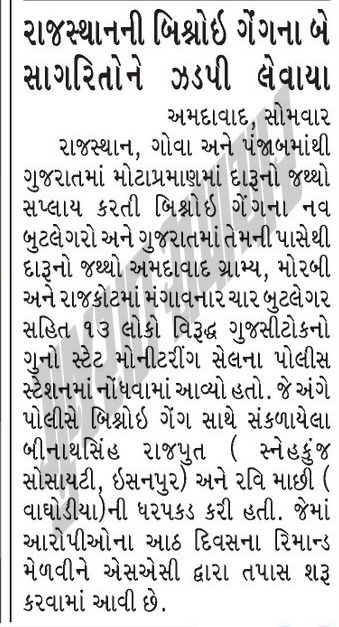 રાજસ્થાનની બિશ્નોઇ ગેંગના બે
સાગરિતોને ઝડપી લેવાયા
અમદાવાદ, સોમવાર
રાજસ્થાન, ગોવા અને પંજાબમાંથી
ગુજરાતમાં મોટાપ્રમાણમાં દારૂનો જથ્થો
સપ્લાય કરતી બિશ્નોઇ ગેંગના નવ
બુટલેગરો અને ગુજરાતમાં તેમની પાસેથી
દારૂનો જથ્થો અમદાવાદ ગ્રામ્ય, મોરબી
અને રાજકોટમાં મંગાવનાર ચાર બુટલેગર
સહિત ૧૩ લોકો વિરૂદ્ધ ગુજસીટોકનો
ગુનો સ્ટેટ મોનીટરીંગ સેલના પોલીસ
સ્ટેશનમાં નોંધવામાં આવ્યો હતો. જે અંગે
પોલીસે બિશ્નોઇ ગેંગ સાથે સંકળાયેલા
બીનાથસિંહ રાજપુત ( સ્નેહકુંજ
સોસાયટી, ઇસનપુર) અને રવિ માછી (
વાઘોડીયા)ની ધરપકડ કરી હતી. જેમાં
આરોપીઓના આઠ દિવસના રિમાન્ડ
મેળવીને એસએસી દ્વારા તપાસ શરૂ
કરવામાં આવી છે.